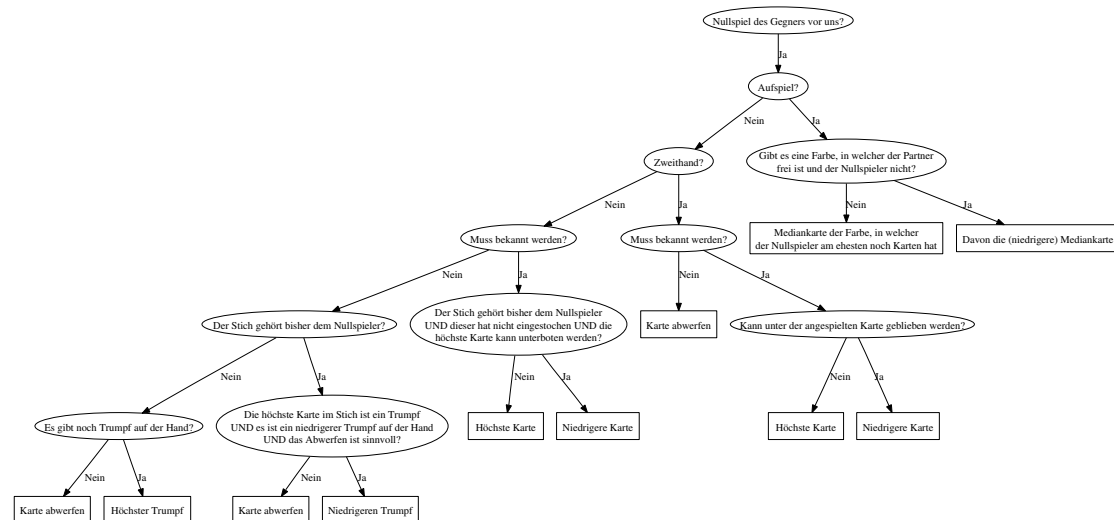 Nullspiel des Gegners vor uns?
Ja
Aufspiel?
Nein
Ja
Zweithand?
Gibt es eine Farbe, in welcher der Partner
frei ist und der Nullspieler nicht?
Nein
Ja
Nein
Ja
Muss bekannt werden?
Muss bekannt werden?
Mediankarte der Farbe, in welcher
der Nullspieler am ehesten noch Karten hat
Davon die (niedrigere) Mediankarte
Nein
Ja
Nein
Ja
Der Stich gehört bisher dem Nullspieler?
Der Stich gehört bisher dem Nullspieler
UND dieser hat nicht eingestochen UND die
höchste Karte kann unterboten werden?
Karte abwerfen
Kann unter der angespielten Karte geblieben werden?
Nein
Ja
Nein
Ja
Nein
Ja
Es gibt noch Trumpf auf der Hand?
Die höchste Karte im Stich ist ein Trumpf
UND es ist ein niedrigerer Trumpf auf der Hand
UND das Abwerfen ist sinnvoll?
Höchste Karte
Niedrigere Karte
Höchste Karte
Niedrigere Karte
Nein
Ja
Nein
Ja
Karte abwerfen
Höchster Trumpf
Karte abwerfen
Niedrigeren Trumpf